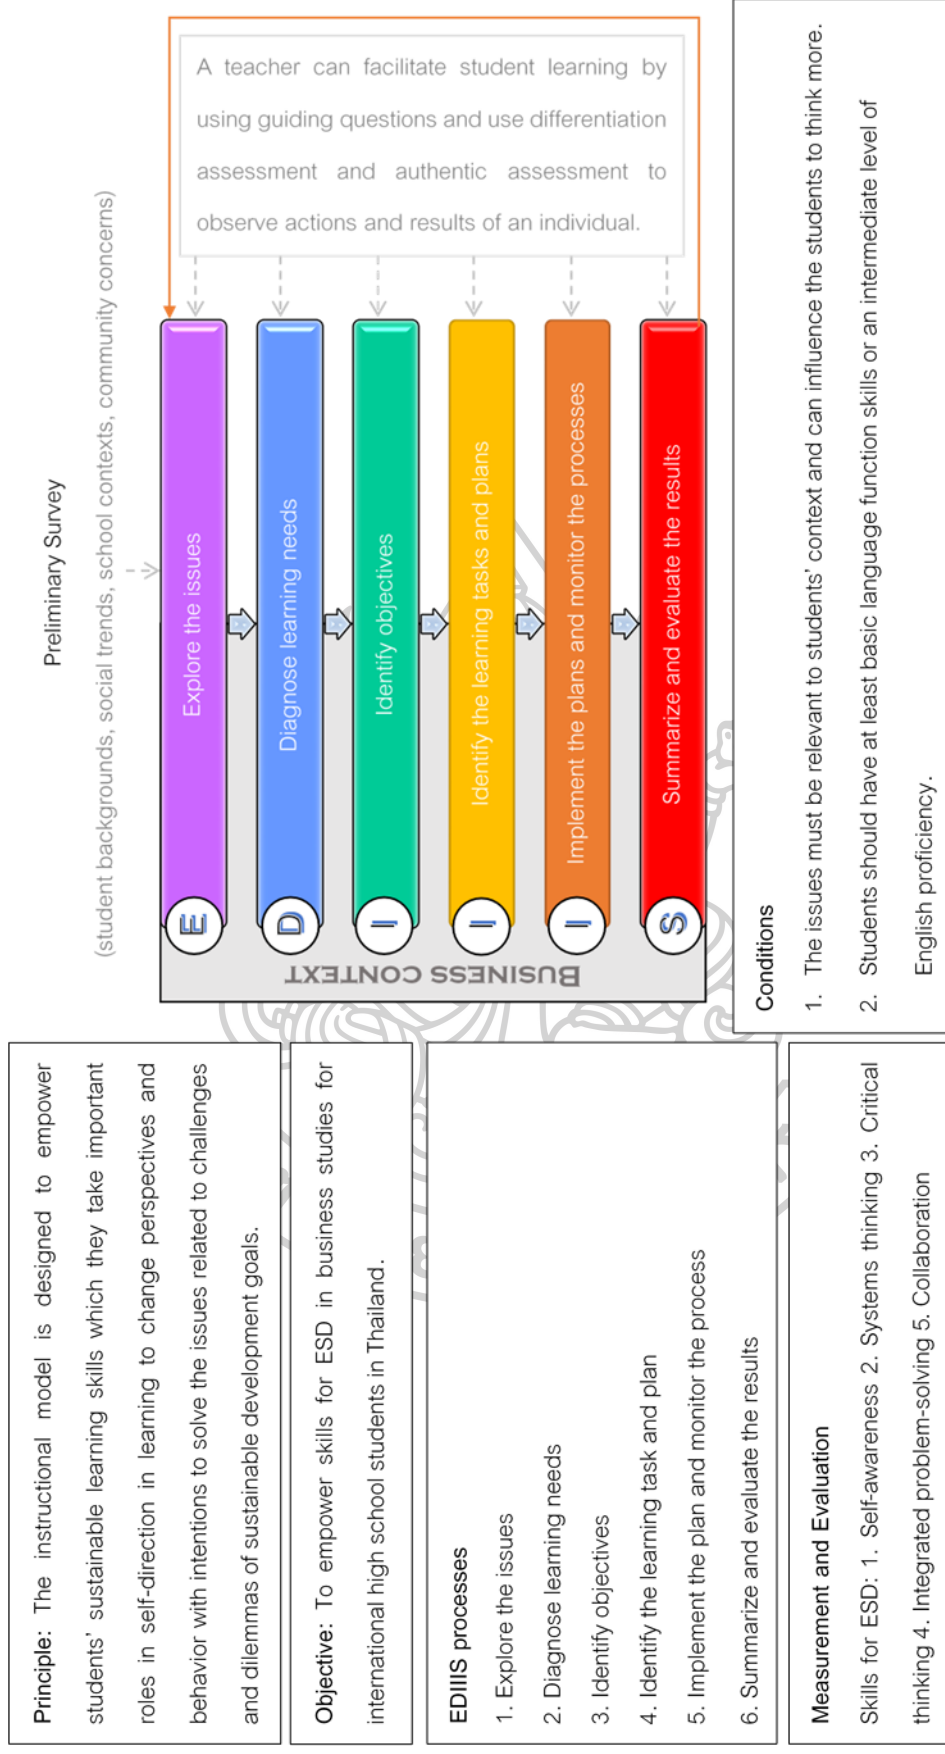 Principle: The instructional model is designed to empower
students’ sustainable learning skills which they take important
roles in self-direction in learning to change perspectives and
behavior with intentions to solve the issues related to challenges
and dilemmas of sustainable development goals.
Objective: To empower skills for ESD in business studies for
international high school students in Thailand.
EDIIIS processes
1. Explore the issues
2. Diagnose learning needs
3. Identify objectives
4. Identify the learning task and plan
5. Implement the plan and monitor the process
6. Summarize and evaluate the results
Measurement and Evaluation
Skills for ESD: 1. Self-awareness 2. Systems thinking 3. Critical
thinking 4. Integrated problem-solving 5. Collaboration
Preliminary Survey
(student backgrounds, social trends, school contexts, community concerns)
BUSINESS CONTEXT
E Explore the issues
D Diagnose learning needs
I Identify objectives
I Identify the learning tasks and plans
I Implement the plans and monitor the processes
S Summarize and evaluate the results
A teacher can facilitate student learning by
using guiding questions and use differentiation
assessment and authentic assessment to
observe actions and results of an individual.
Conditions
1. The issues must be relevant to students’ context and can influence the students to think more.
2. Students should have at least basic language function skills or an intermediate level of
English proficiency.